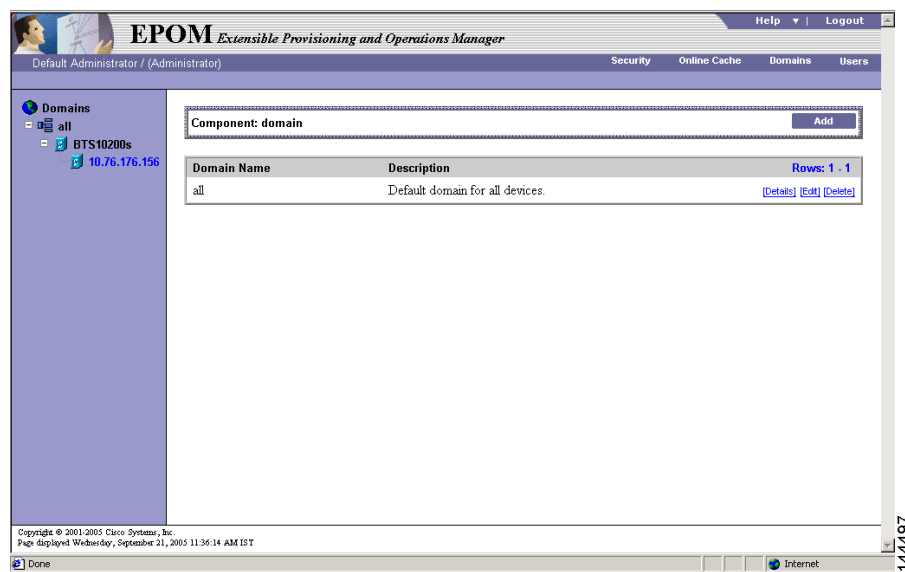 Help ▼ | Logout
EPOM Extensible Provisioning and Operations Manager
Default Administrator / (Administrator)
Security Online Cache Domains Users
Domains
all
BTS10200s
10.76.176.156
Component: domain
Add
Domain Name Description Rows: 1 - 1
all Default domain for all devices. [Details] [Edit] [Delete]
Copyright © 2001-2005 Cisco Systems, Inc.
Page displayed Wednesday, September 21, 2005 11:36:14 AM IST
Done
Internet
144497